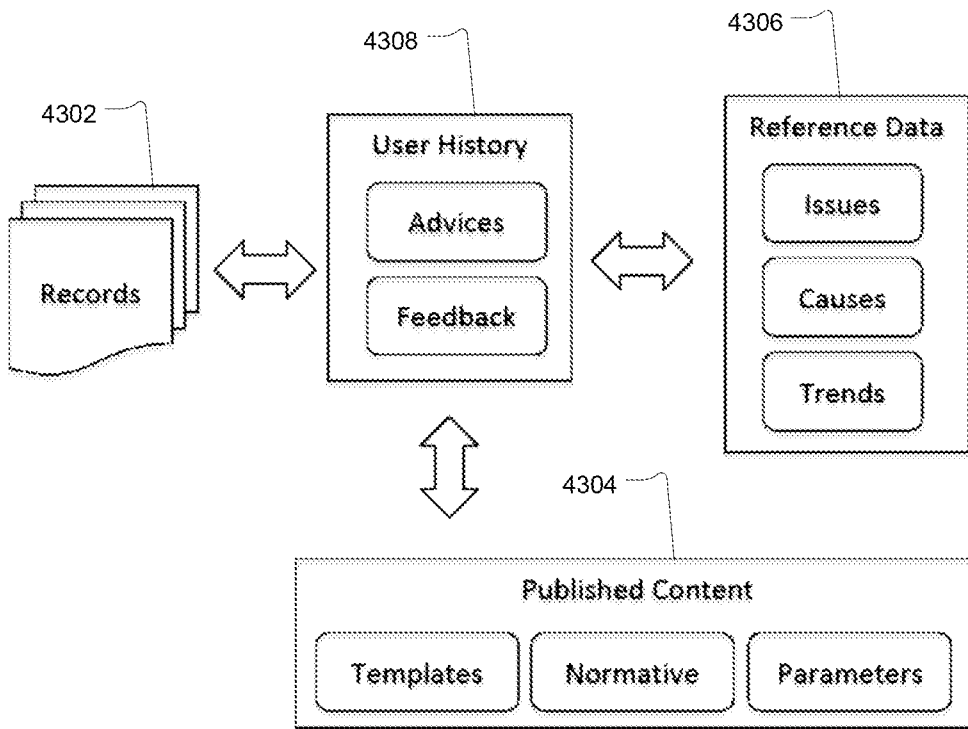 4308
4306
4302
User History
Reference Data
Advices
Issues
Records
Feedback
Causes
Trends
4304
Published Content
Templates
Normative
Parameters